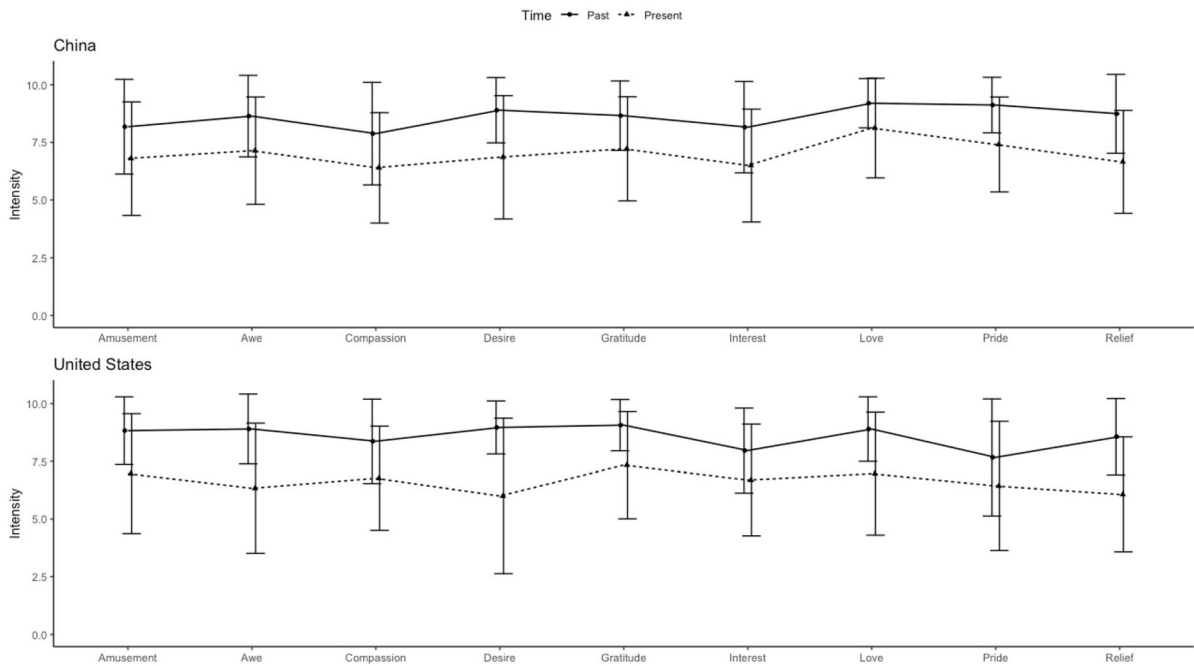 Time Past Present
China
Intensity
10.0
7.5
5.0
2.5
0.0
Amusement Awe Compassion Desire Gratitude Interest Love Pride Relief
United States
Intensity
10.0
7.5
5.0
2.5
0.0
Amusement Awe Compassion Desire Gratitude Interest Love Pride Relief